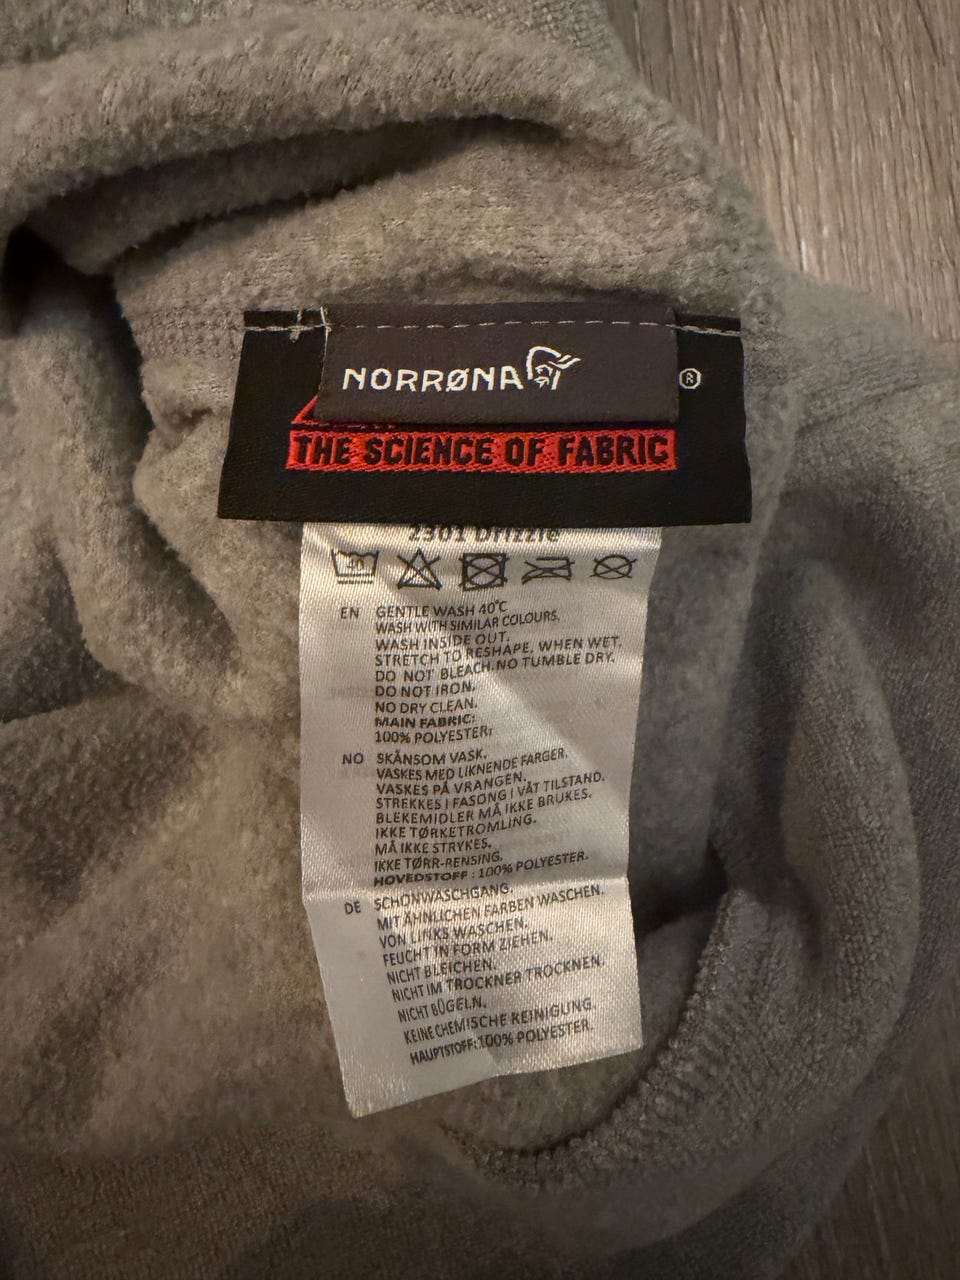 NORRØNA
®
THE SCIENCE OF FABRIC
2301 Drizzle
40
EN GENTLE WASH 40°C
WASH WITH SIMILAR COLOURS.
WASH INSIDE OUT.
STRETCH TO RESHAPE, WHEN WET.
DO NOT BLEACH.NO TUMBLE DRY.
DO NOT IRON.
NO DRY CLEAN.
MAIN FABRIC:
100% POLYESTER;
NO SKÅNSOM VASK.
VASKES MED LIKNENDE FARGER.
VASKES PÅ VRANGEN.
STREKKES I FASONG I VÅT TILSTAND.
BLEKEMIDLER MÅ IKKE BRUKES.
IKKE TØRKETROMLING.
MÅ IKKE STRYKES.
IKKE TØRR-RENSING.
HOVEDSTOFF : 100% POLYESTER.
DE SCHONWASCHGANG.
MIT ÄHNLICHEN FARBEN WASCHEN.
VON LINKS WASCHEN.
FEUCHT IN FORM ZIEHEN.
NICHT BLEICHEN.
NICHT IM TROCKNER TROCKNEN.
NICHT BÜGELN.
KEINE CHEMISCHE REINIGUNG.
HAUPTSTOFF:100% POLYESTER.